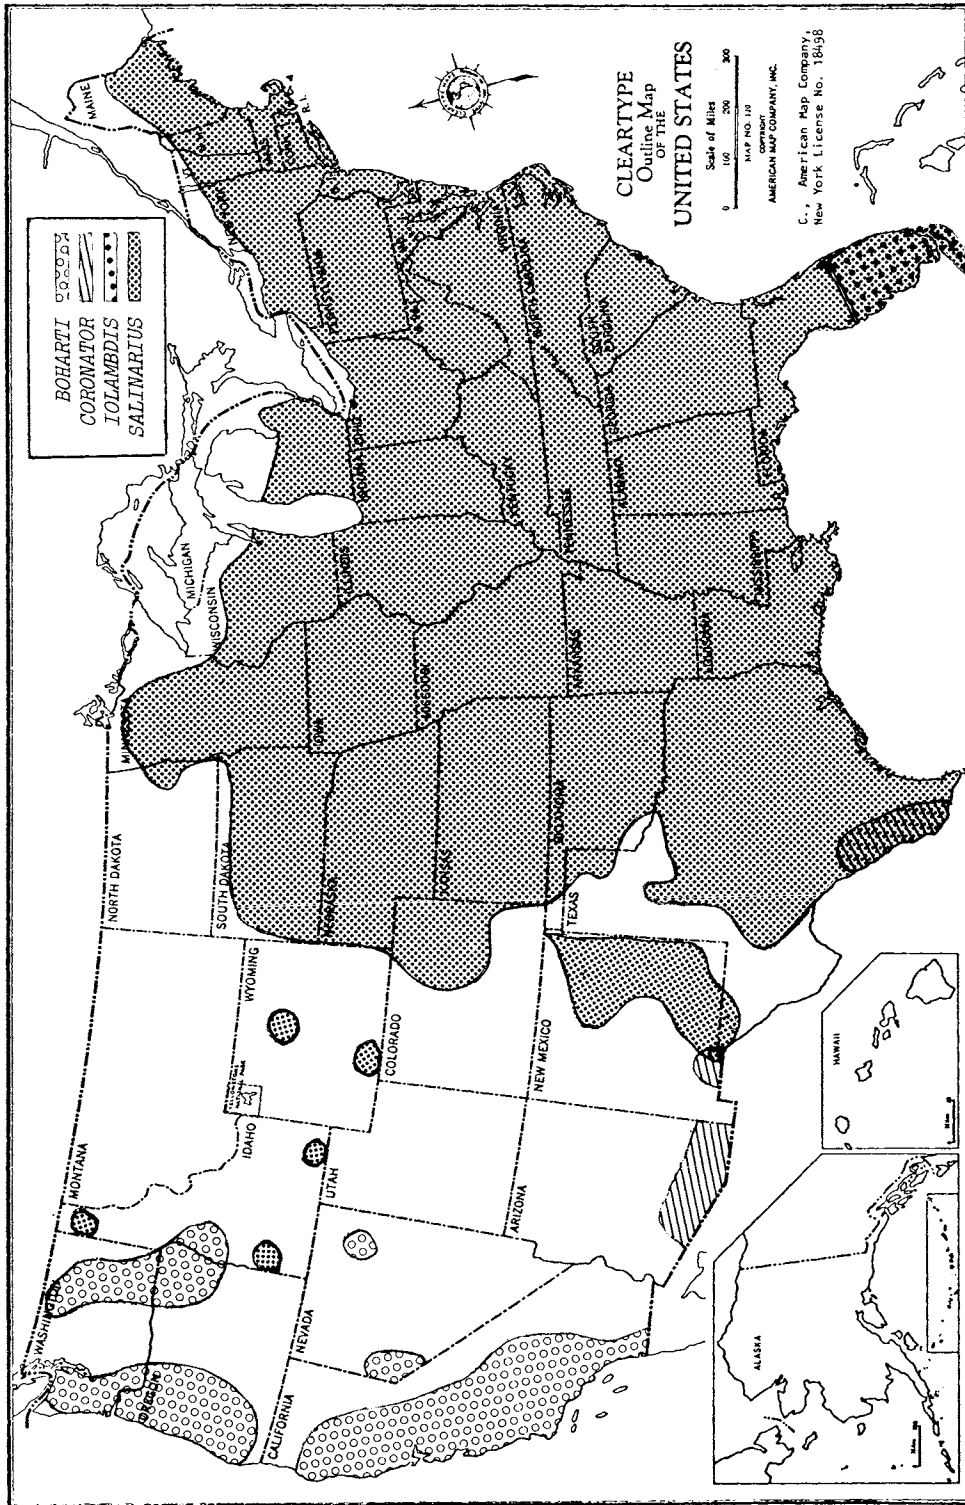 BOHARTI
CORONATOR
IOLAMBDIS
SALINARIUS
CLEARTYPE
Outline Map
OF THE
UNITED STATES
Scale of Miles
0 100 200 300
MAP NO. 120
COPYRIGHT
AMERICAN MAP COMPANY, INC.
C., American Map Company,
New York License No. 18498
MAINE
WASHINGTON
MONTANA
NORTH DAKOTA
MICHIGAN
WISCONSIN
SOUTH DAKOTA
OREGON
IDAHO
WYOMING
NEBRASKA
IOWA
ILLINOIS
OHIO
NEW YORK
R.I.
CALIFORNIA
NEVADA
UTAH
COLORADO
KANSAS
MISSOURI
KENTUCKY
VIRGINIA
ARIZONA
NEW MEXICO
TEXAS
OKLAHOMA
ARKANSAS
TENNESSEE
NORTH CAROLINA
SOUTH
CAROLINA
LOUISIANA
MISSISSIPPI
ALABAMA
GEORGIA
FLORIDA
ALASKA
HAWAII